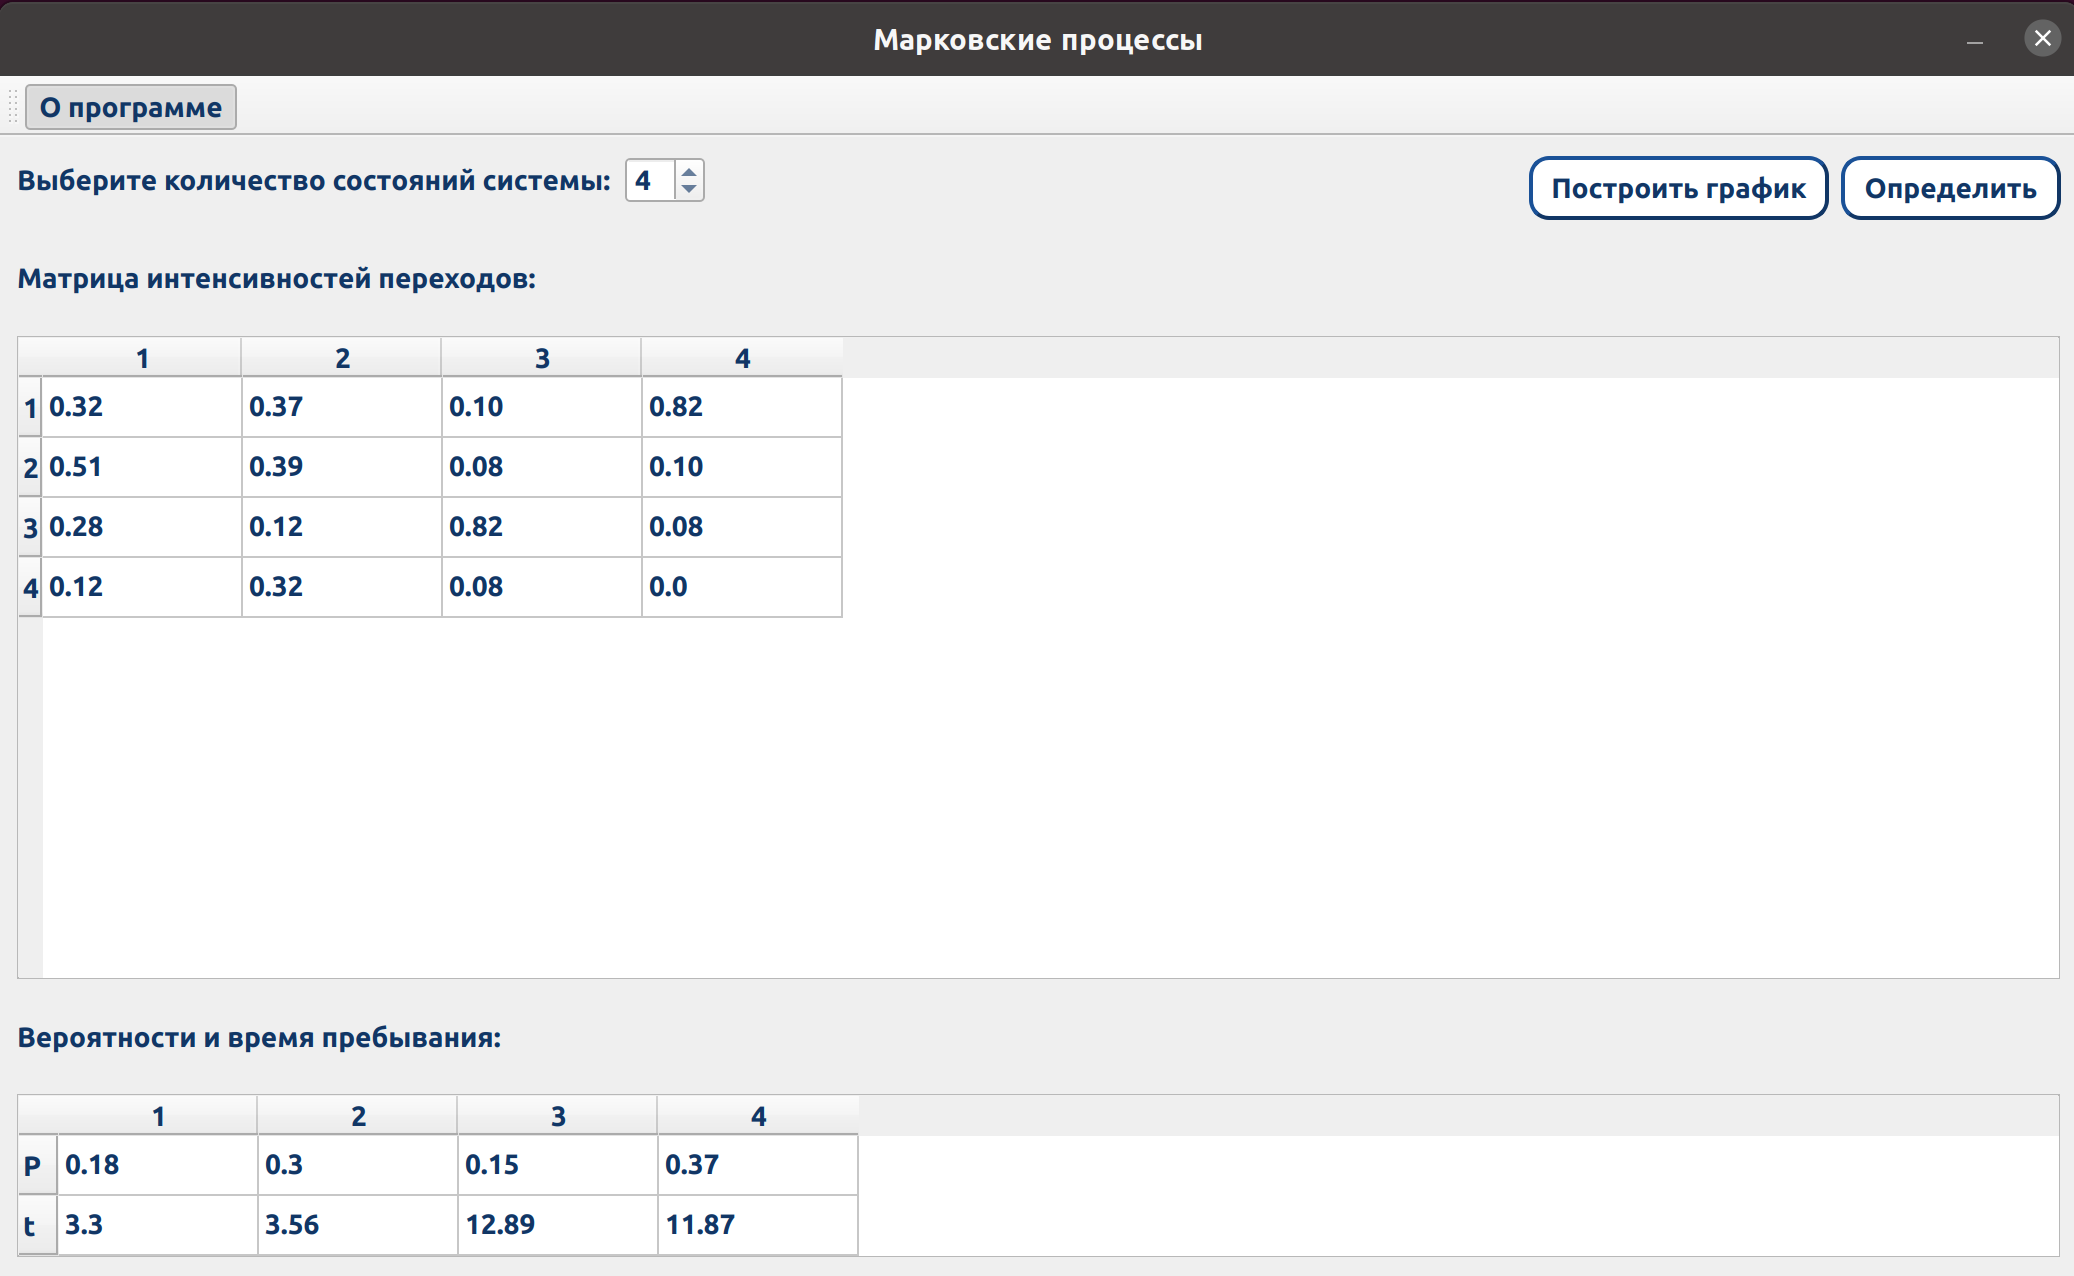 Марковские процессы
О программе
Выберите количество состояний системы: 4 Построить график Определить
Матрица интенсивностей переходов:
1 2 3 4
1 0.32 0.37 0.10 0.82
2 0.51 0.39 0.08 0.10
3 0.28 0.12 0.82 0.08
4 0.12 0.32 0.08 0.0
Вероятности и время пребывания:
1 2 3 4
P 0.18 0.3 0.15 0.37
t 3.3 3.56 12.89 11.87